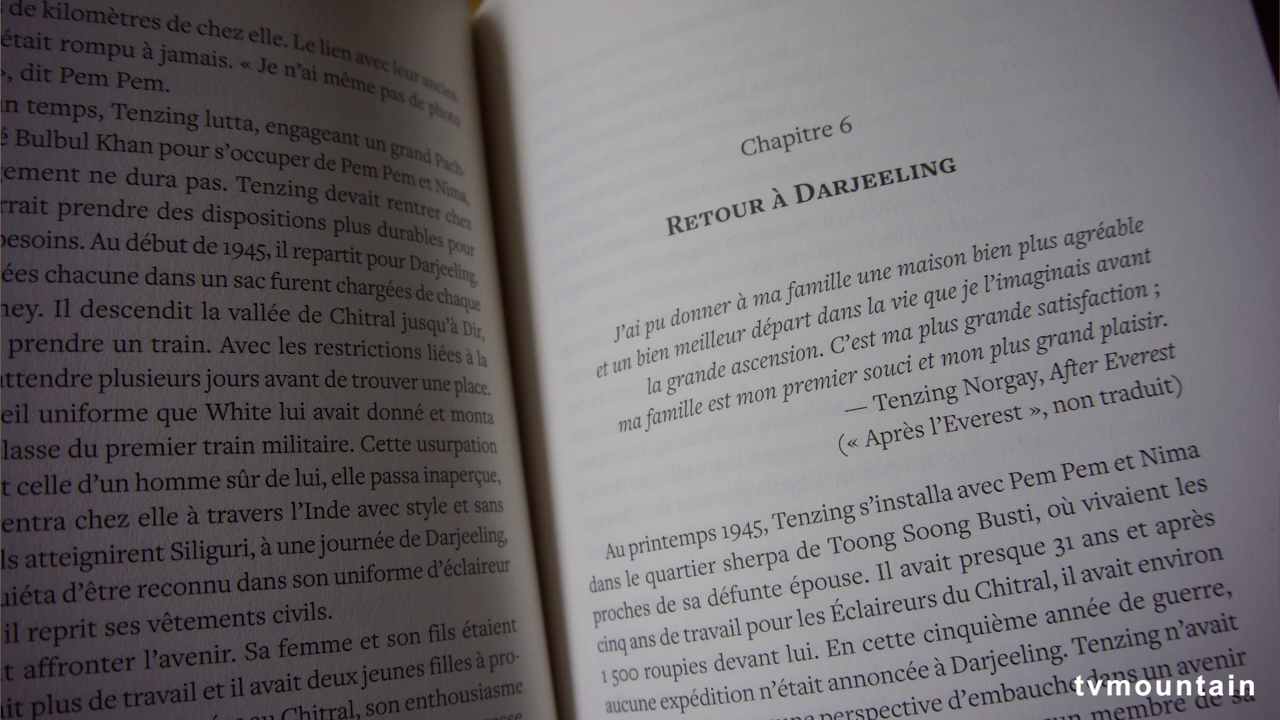 de kilomètres de chez elle. Le lien avec leur ancien
était rompu à jamais. « Je n’ai même pas de photo
», dit Pem Pem.
temps, Tenzing lutta, engageant un grand Pach-
Bulbul Khan pour s’occuper de Pem Pem et Nima,
gement ne dura pas. Tenzing devait rentrer chez
rrait prendre des dispositions plus durables pour
besoins. Au début de 1945, il repartit pour Darjeeling,
ées chacune dans un sac furent chargées de chaque
ney. Il descendit la vallée de Chitral jusqu’à Dir,
prendre un train. Avec les restrictions liées à la
attendre plusieurs jours avant de trouver une place.
eil uniforme que White lui avait donné et monta
lasse du premier train militaire. Cette usurpation
t celle d’un homme sûr de lui, elle passa inaperçue,
entra chez elle à travers l’Inde avec style et sans
ls atteignirent Siliguri, à une journée de Darjeeling,
uiéta d’être reconnu dans son uniforme d’éclaireur
il reprit ses vêtements civils.
t affronter l’avenir. Sa femme et son fils étaient
it plus de travail et il avait deux jeunes filles à pro-
au Chitral, son enthousiasme
Chapitre 6
Retour à Darjeeling
J’ai pu donner à ma famille une maison bien plus agréable
et un bien meilleur départ dans la vie que je l’imaginais avant
la grande ascension. C’est ma plus grande satisfaction ;
ma famille est mon premier souci et mon plus grand plaisir.
— Tenzing Norgay, After Everest
(« Après l’Everest », non traduit)
Au printemps 1945, Tenzing s’installa avec Pem Pem et Nima
dans le quartier sherpa de Toong Soong Busti, où vivaient les
proches de sa défunte épouse. Il avait presque 31 ans et après
cinq ans de travail pour les Éclaireurs du Chitral, il avait environ
1 500 roupies devant lui. En cette cinquième année de guerre,
aucune expédition n’était annoncée à Darjeeling. Tenzing n’avait
perspective d’embauche dans un avenir
un membre de sa
tvmountain